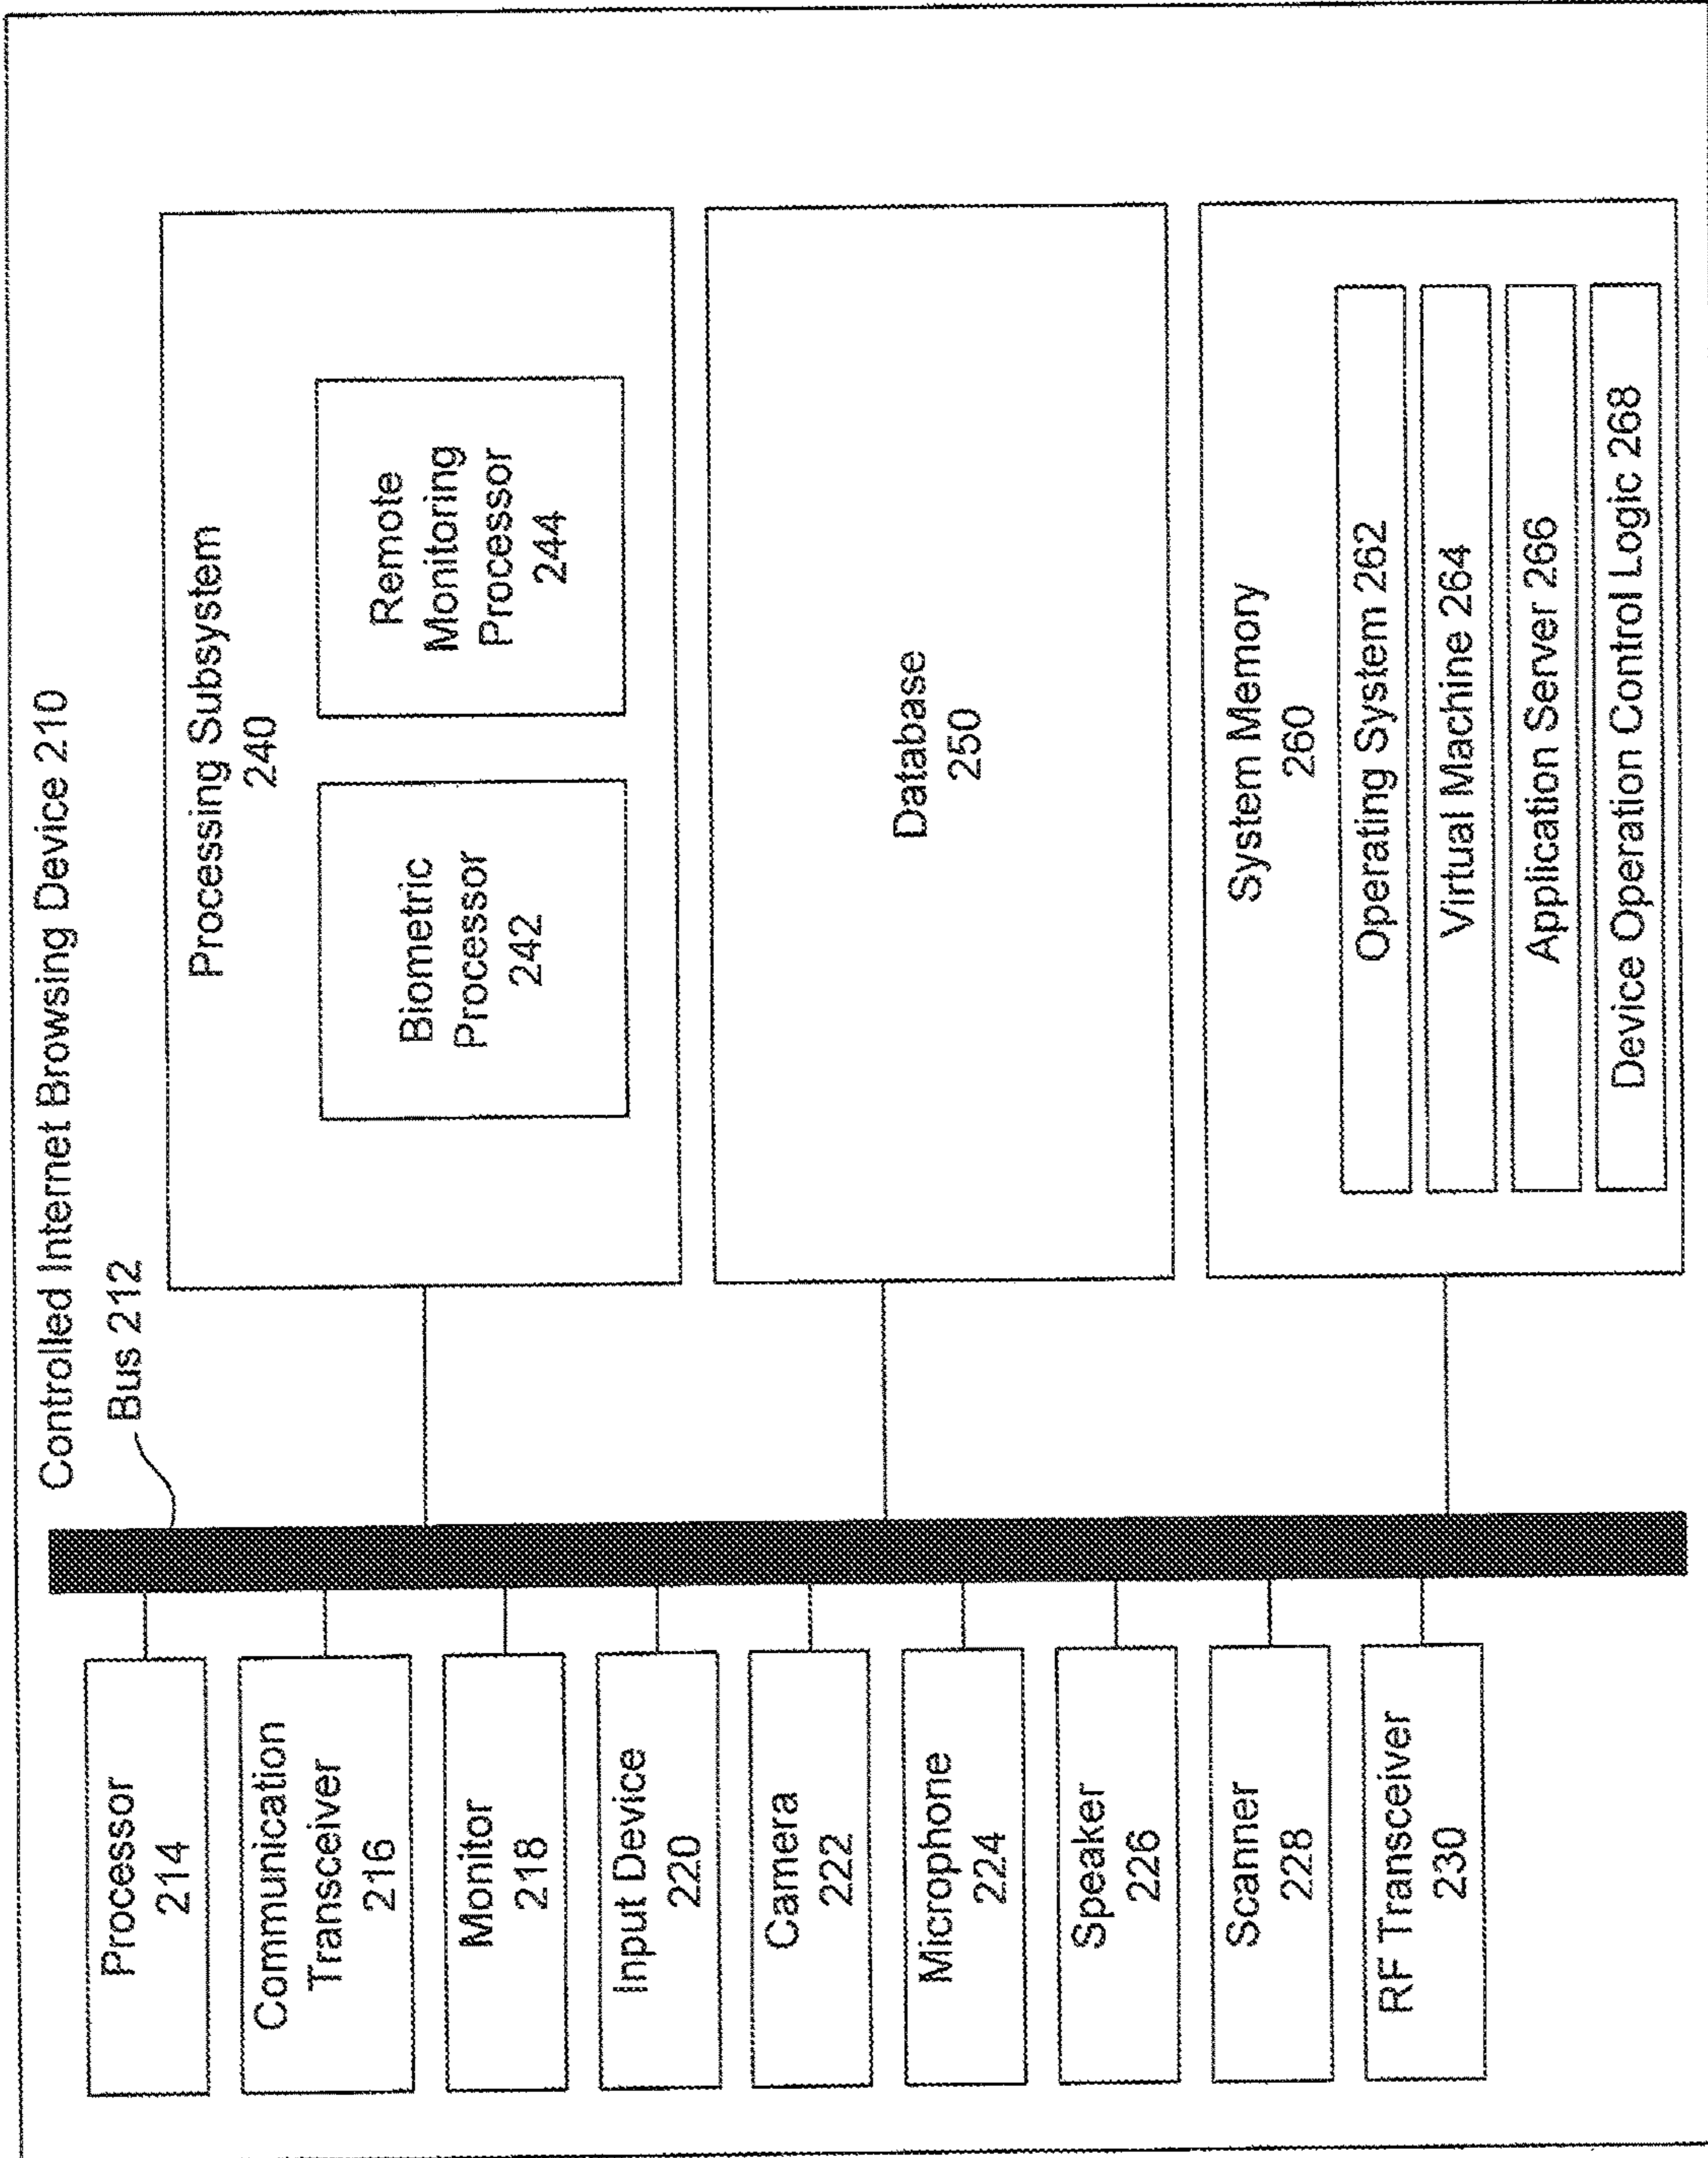 Controlled Internet Browsing Device 210
Bus 212
Processor
214
Communication
Transceiver
216
Monitor
218
Input Device
220
Camera
222
Microphone
224
Speaker
226
Scanner
228
RF Transceiver
230
Processing Subsystem
240
Biometric
Processor
242
Remote
Monitoring
Processor
244
Database
250
System Memory
260
Operating System 262
Virtual Machine 264
Application Server 266
Device Operation Control Logic 268